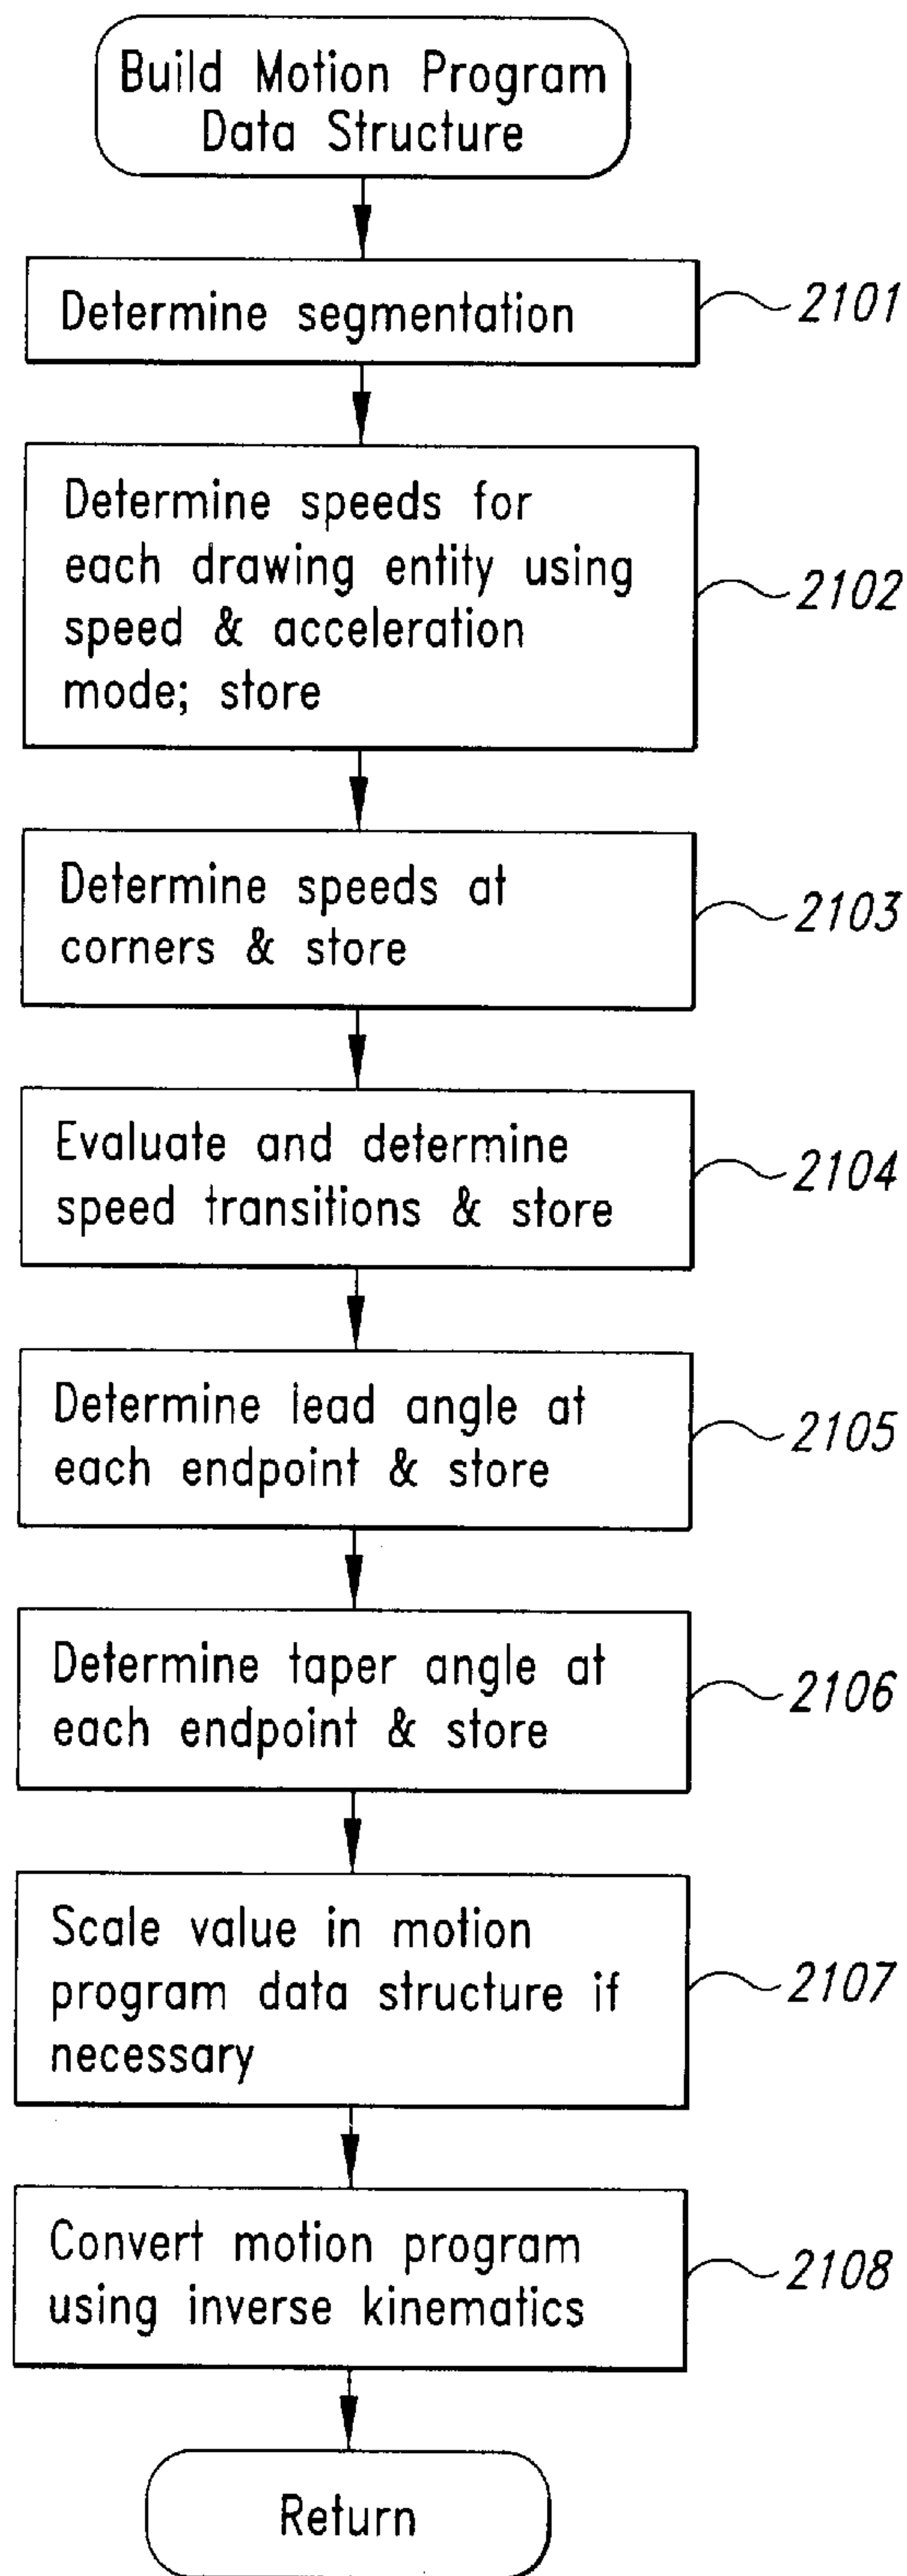 Build Motion Program
Data Structure
Determine segmentation
2101
Determine speeds for
each drawing entity using
speed & acceleration
mode; store
2102
Determine speeds at
corners & store
2103
Evaluate and determine
speed transitions & store
2104
Determine lead angle at
each endpoint & store
2105
Determine taper angle at
each endpoint & store
2106
Scale value in motion
program data structure if
necessary
2107
Convert motion program
using inverse kinematics
2108
Return